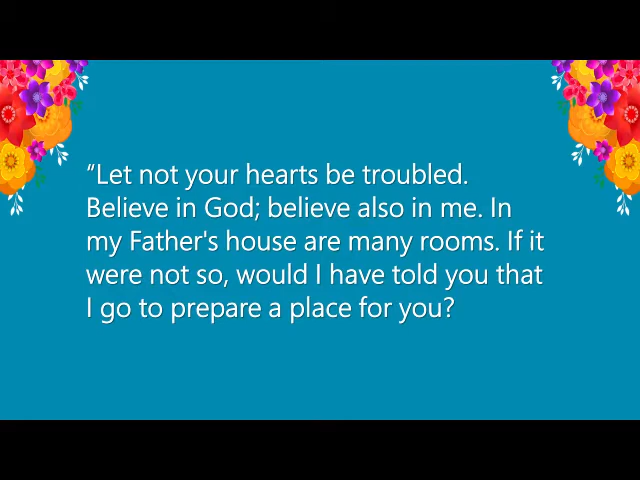 “Let not your hearts be troubled.
Believe in God; believe also in me. In
my Father's house are many rooms. If it
were not so, would I have told you that
I go to prepare a place for you?